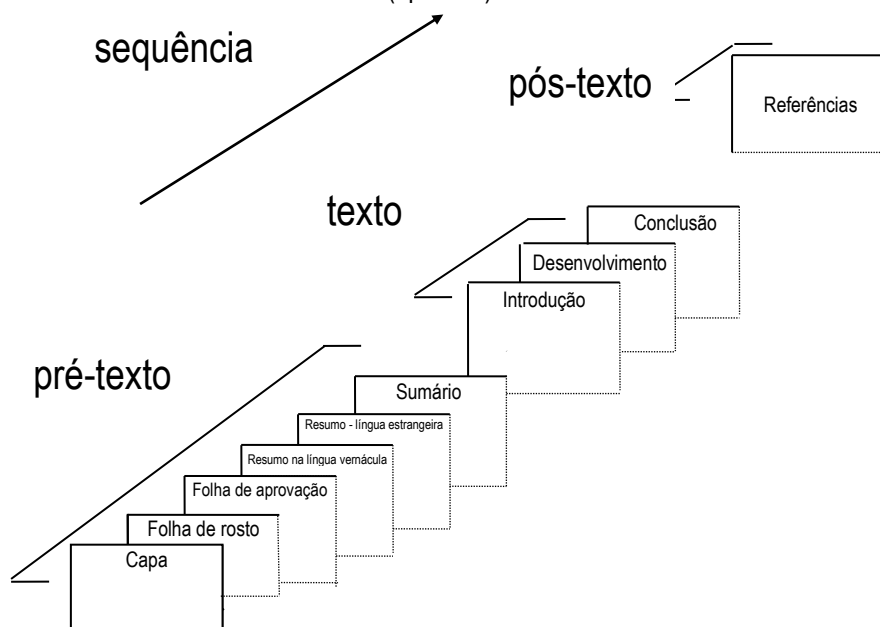 sequência
pós-texto
Referências
texto
Conclusão
Desenvolvimento
Introdução
pré-texto
Sumário
Resumo - língua estrangeira
Resumo na língua vernácula
Folha de aprovação
Folha de rosto
Capa